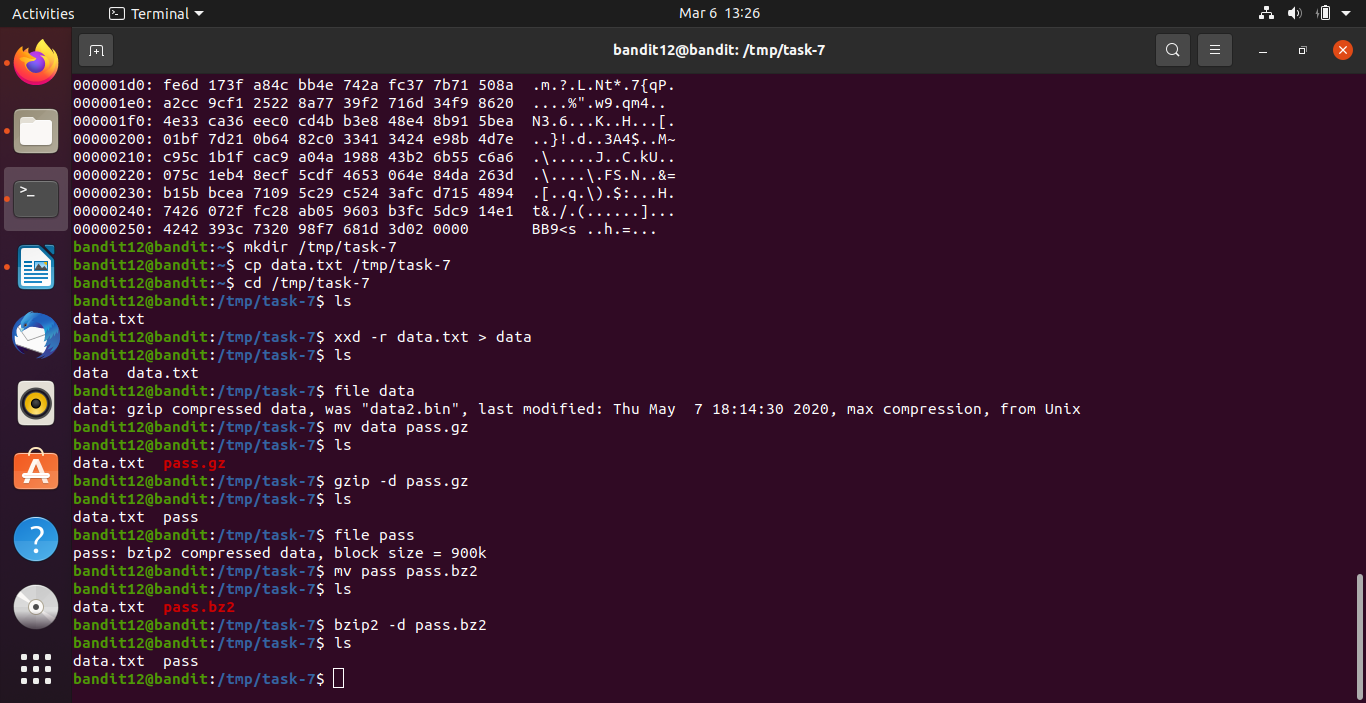 Activities Terminal Mar 6 13:26
bandit12@bandit: /tmp/task-7
000001d0: fe6d 173f a84c bb4e 742a fc37 7b71 508a  .m.?.L.Nt*.7{qP.
000001e0: a2cc 9cf1 2522 8a77 39f2 716d 34f9 8620  ....%".w9.qm4..
000001f0: 4e33 ca36 eec0 cd4b b3e8 48e4 8b91 5bea  N3.6...K..H...[.
00000200: 01bf 7d21 0b64 82c0 3341 3424 e98b 4d7e  ..}!.d..3A4$..M~
00000210: c95c 1b1f cac9 a04a 1988 43b2 6b55 c6a6  .\.....J..C.kU..
00000220: 075c 1eb4 8ecf 5cdf 4653 064e 84da 263d  .\....\.FS.N..&=
00000230: b15b bcea 7109 5c29 c524 3afc d715 4894  .[..q.\).$:...H.
00000240: 7426 072f fc28 ab05 9603 b3fc 5dc9 14e1  t&./.(......]...
00000250: 4242 393c 7320 98f7 681d 3d02 0000       BB9<s ..h.=...
bandit12@bandit:~$ mkdir /tmp/task-7
bandit12@bandit:~$ cp data.txt /tmp/task-7
bandit12@bandit:~$ cd /tmp/task-7
bandit12@bandit:/tmp/task-7$ ls
data.txt
bandit12@bandit:/tmp/task-7$ xxd -r data.txt > data
bandit12@bandit:/tmp/task-7$ ls
data  data.txt
bandit12@bandit:/tmp/task-7$ file data
data: gzip compressed data, was "data2.bin", last modified: Thu May  7 18:14:30 2020, max compression, from Unix
bandit12@bandit:/tmp/task-7$ mv data pass.gz
bandit12@bandit:/tmp/task-7$ ls
data.txt  pass.gz
bandit12@bandit:/tmp/task-7$ gzip -d pass.gz
bandit12@bandit:/tmp/task-7$ ls
data.txt  pass
bandit12@bandit:/tmp/task-7$ file pass
pass: bzip2 compressed data, block size = 900k
bandit12@bandit:/tmp/task-7$ mv pass pass.bz2
bandit12@bandit:/tmp/task-7$ ls
data.txt  pass.bz2
bandit12@bandit:/tmp/task-7$ bzip2 -d pass.bz2
bandit12@bandit:/tmp/task-7$ ls
data.txt  pass
bandit12@bandit:/tmp/task-7$